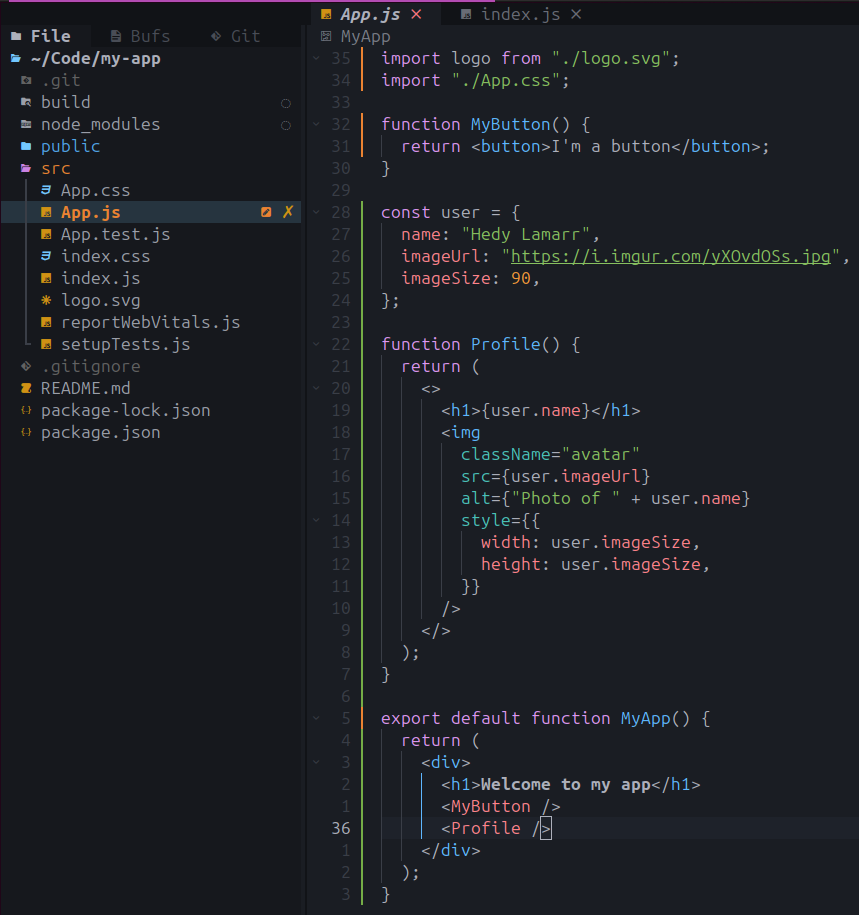 App.js × index.js ×
File Bufs Git
MyApp
~/Code/my-app
.git
build
node_modules
public
src
App.css
App.js ✗
App.test.js
index.css
index.js
logo.svg
reportWebVitals.js
setupTests.js
.gitignore
README.md
package-lock.json
package.json
35 import logo from "./logo.svg";
34 import "./App.css";
33
32 function MyButton() {
31 return <button>I'm a button</button>;
30 }
29
28 const user = {
27 name: "Hedy Lamarr",
26 imageUrl: "https://i.imgur.com/yXOvdOSs.jpg",
25 imageSize: 90,
24 };
23
22 function Profile() {
21 return (
20 <>
19 <h1>{user.name}</h1>
18 <img
17 className="avatar"
16 src={user.imageUrl}
15 alt={"Photo of " + user.name}
14 style={{
13 width: user.imageSize,
12 height: user.imageSize,
11 }}
10 />
9 </>
8 );
7 }
6
5 export default function MyApp() {
4 return (
3 <div>
2 <h1>Welcome to my app</h1>
1 <MyButton />
36 <Profile />
1 </div>
2 );
3 }